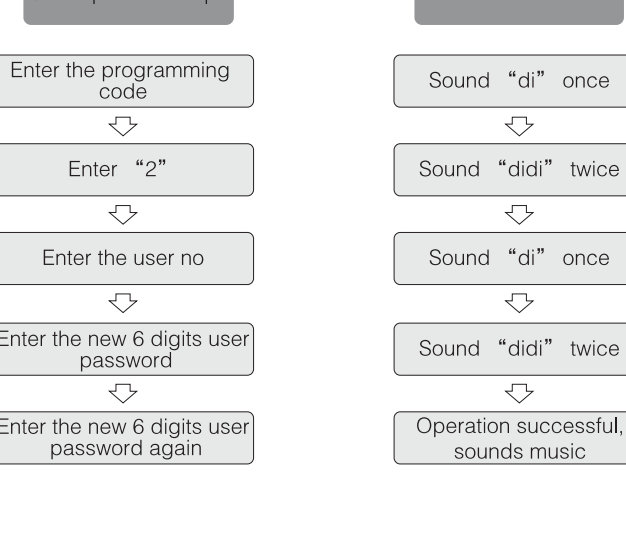 Enter the programming
code
Sound “di” once
Enter “2”
Sound “didi” twice
Enter the user no
Sound “di” once
Enter the new 6 digits user
password
Sound “didi” twice
Enter the new 6 digits user
password again
Operation successful,
sounds music